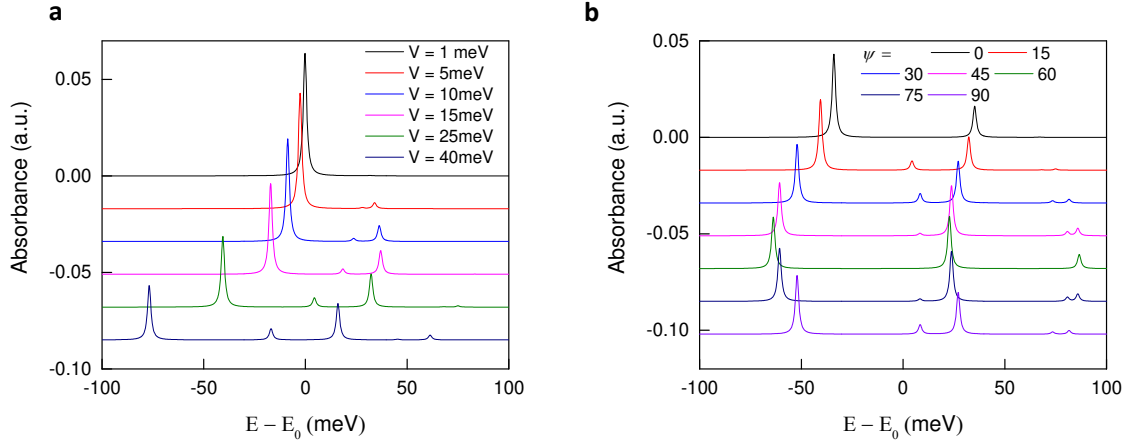 a
0.05
0.00
-0.05
-0.10
Absorbance (a.u.)
V = 1 meV
V = 5meV
V = 10meV
V = 15meV
V = 25meV
V = 40meV
-100 -50 0 50 100
E − E0 (meV)
b
0.05
0.00
-0.05
-0.10
Absorbance (a.u.)
ψ = 0 15
30 45 60
75 90
-100 -50 0 50 100
E − E0 (meV)